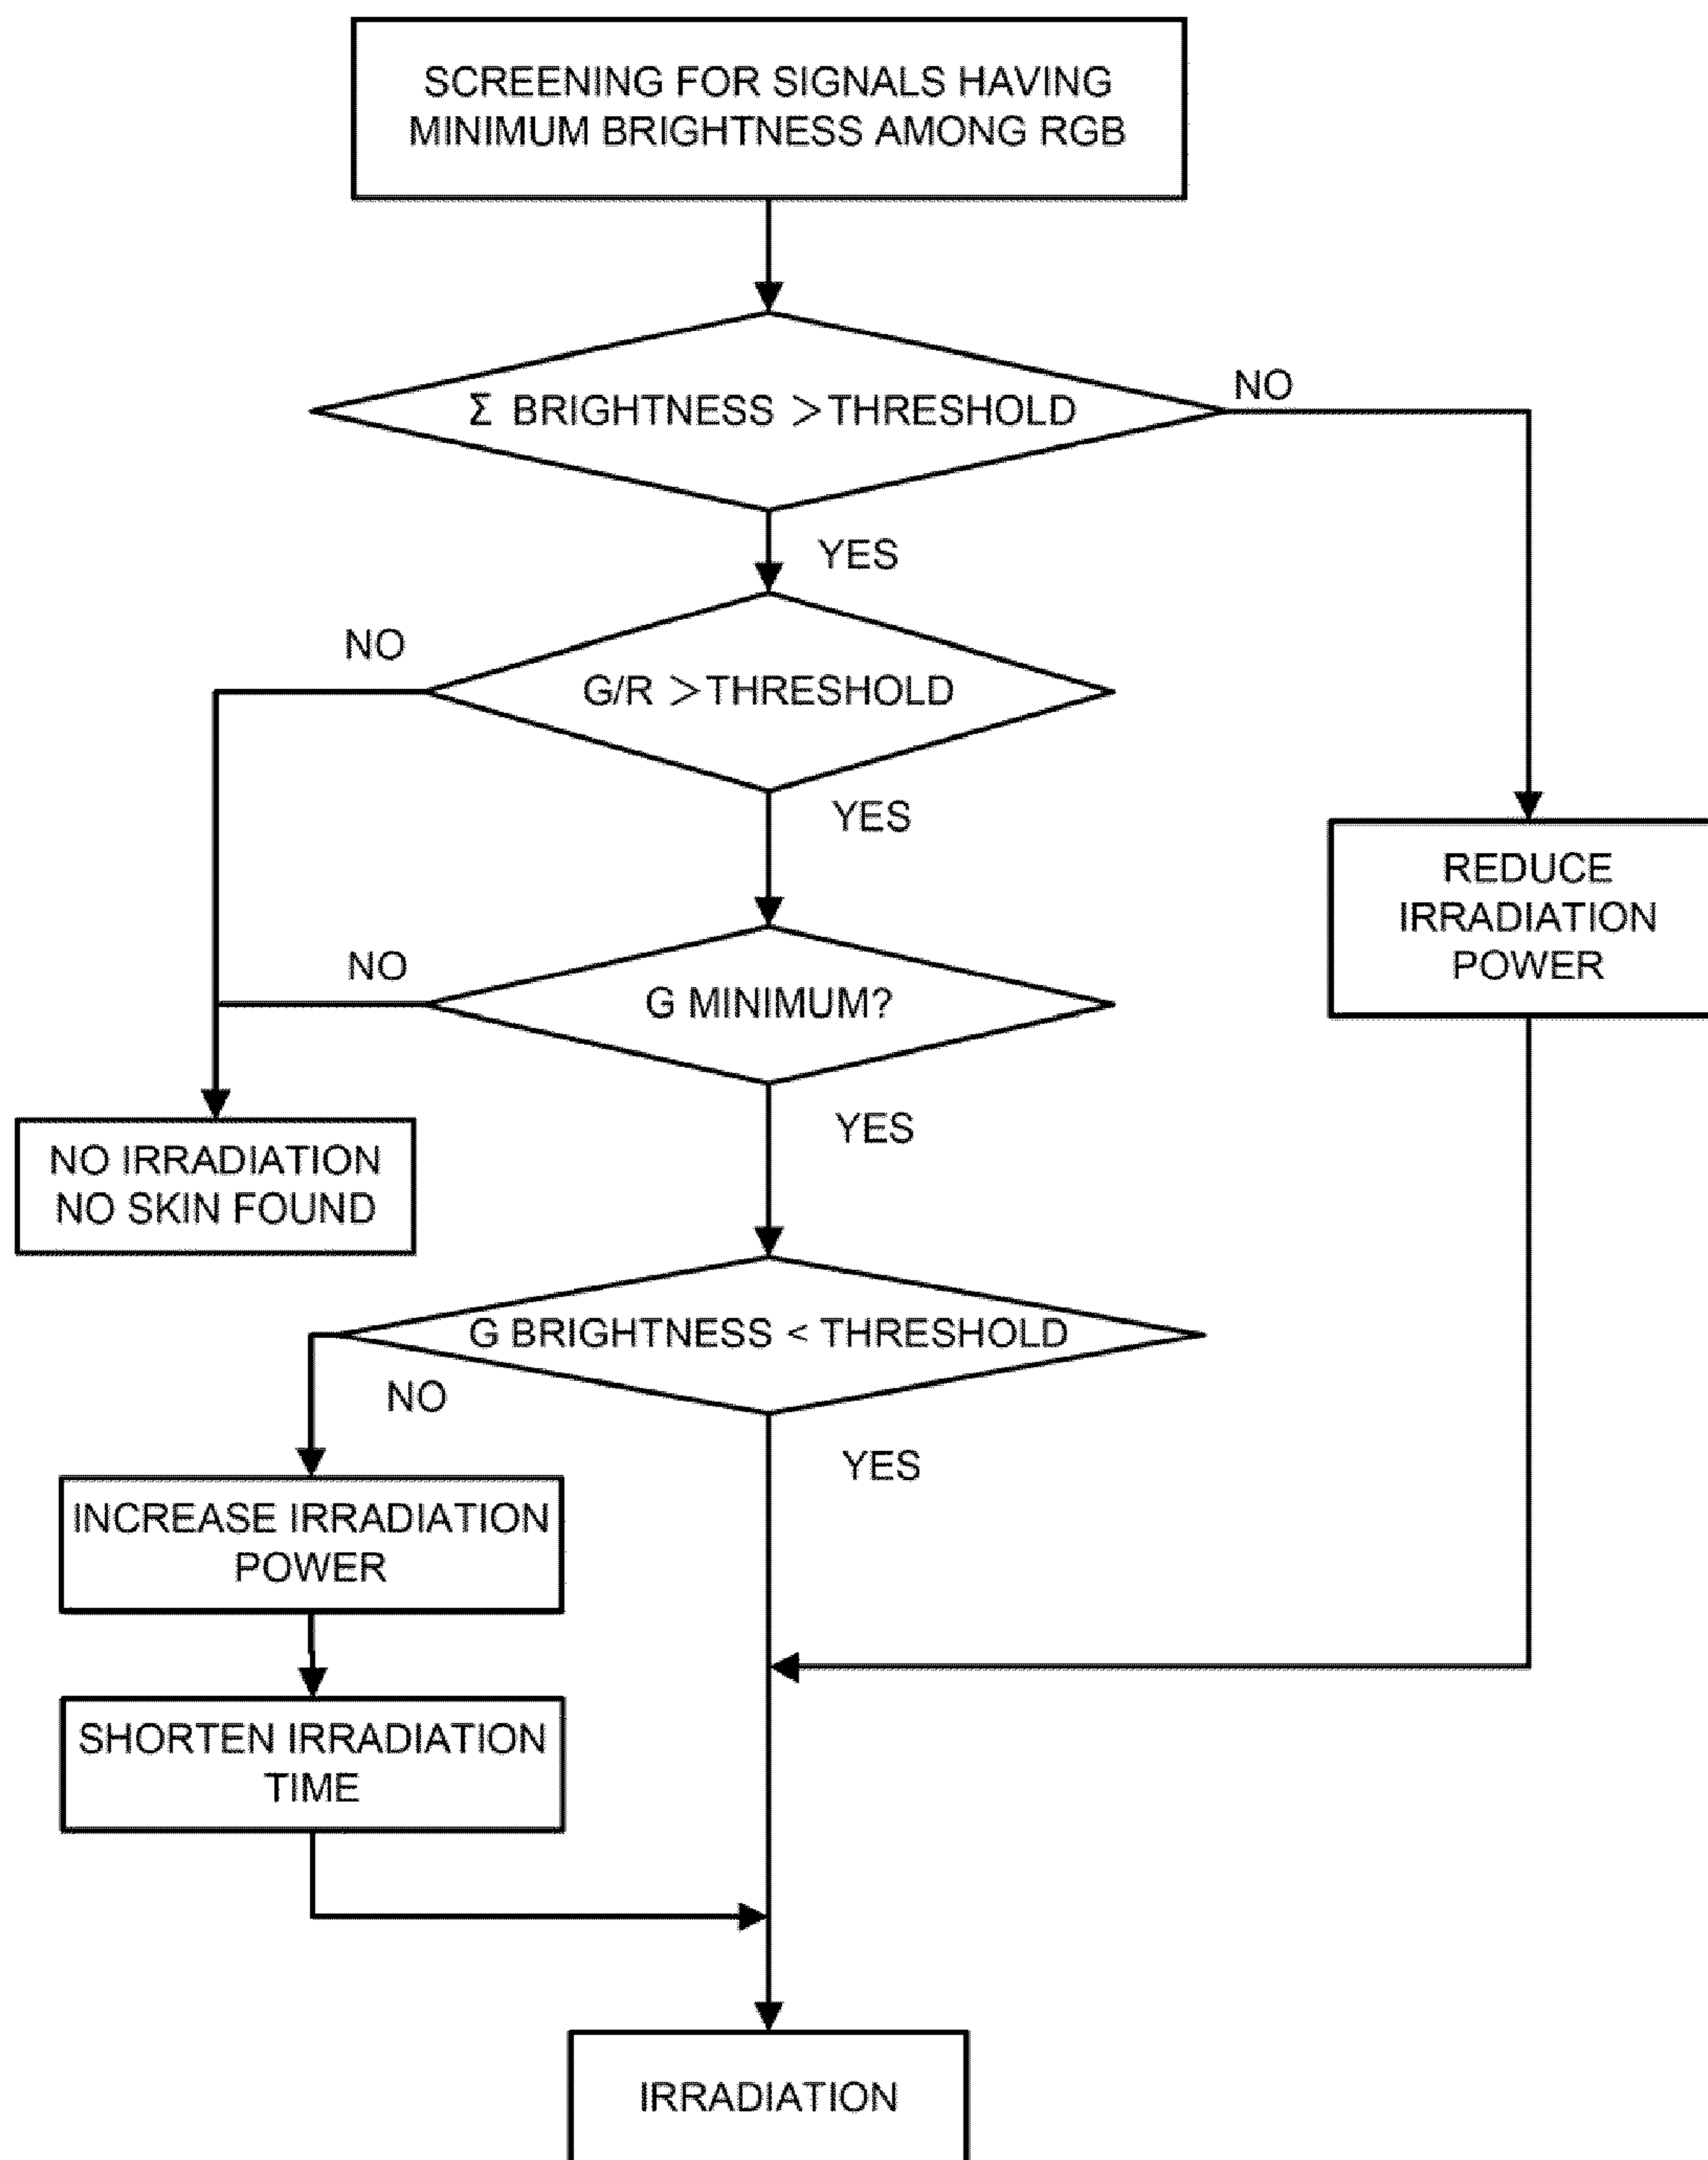 SCREENING FOR SIGNALS HAVING
MINIMUM BRIGHTNESS AMONG RGB
Σ BRIGHTNESS >THRESHOLD
NO
YES
NO
G/R >THRESHOLD
YES
REDUCE
IRRADIATION
POWER
NO
G MINIMUM?
YES
NO IRRADIATION
NO SKIN FOUND
G BRIGHTNESS < THRESHOLD
NO
YES
INCREASE IRRADIATION
POWER
SHORTEN IRRADIATION
TIME
IRRADIATION